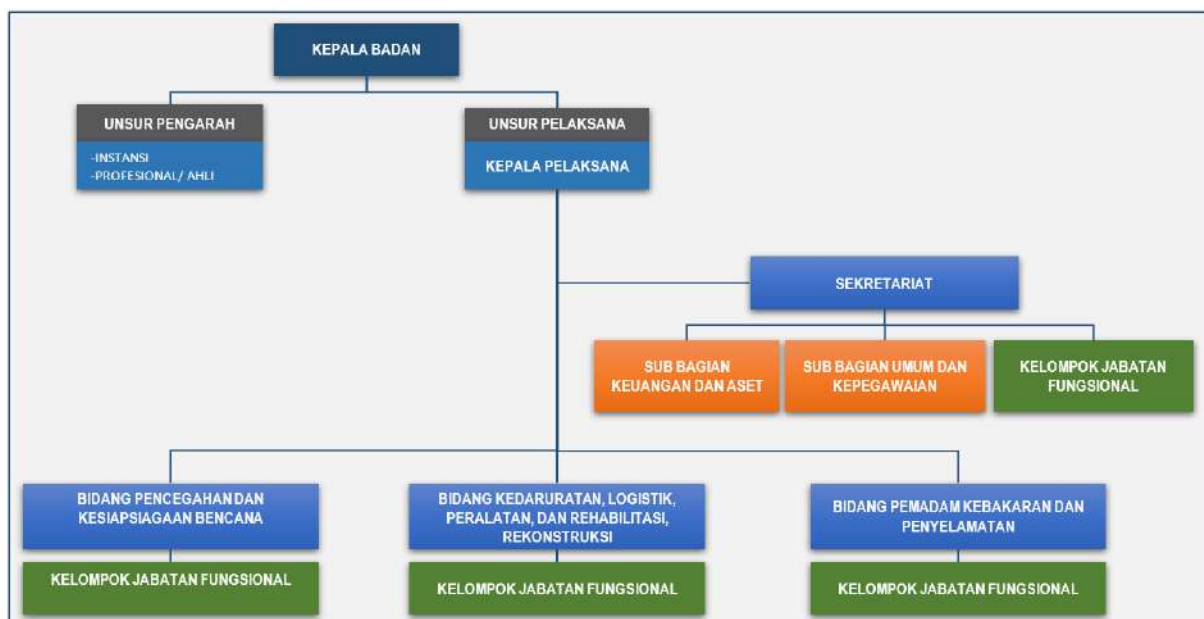 KEPALA BADAN
UNSUR PENGARAH
-INSTANSI
-PROFESIONAL/ AHLI
UNSUR PELAKSANA
KEPALA PELAKSANA
SEKRETARIAT
SUB BAGIAN
KEUANGAN DAN ASET
SUB BAGIAN UMUM DAN
KEPEGAWAIAN
KELOMPOK JABATAN
FUNGSIONAL
BIDANG PENCEGAHAN DAN
KESIAPSIAGAAN BENCANA
KELOMPOK JABATAN FUNGSIONAL
BIDANG KEDARURATAN, LOGISTIK,
PERALATAN, DAN REHABILITASI,
REKONSTRUKSI
KELOMPOK JABATAN FUNGSIONAL
BIDANG PEMADAM KEBAKARAN DAN
PENYELAMATAN
KELOMPOK JABATAN FUNGSIONAL